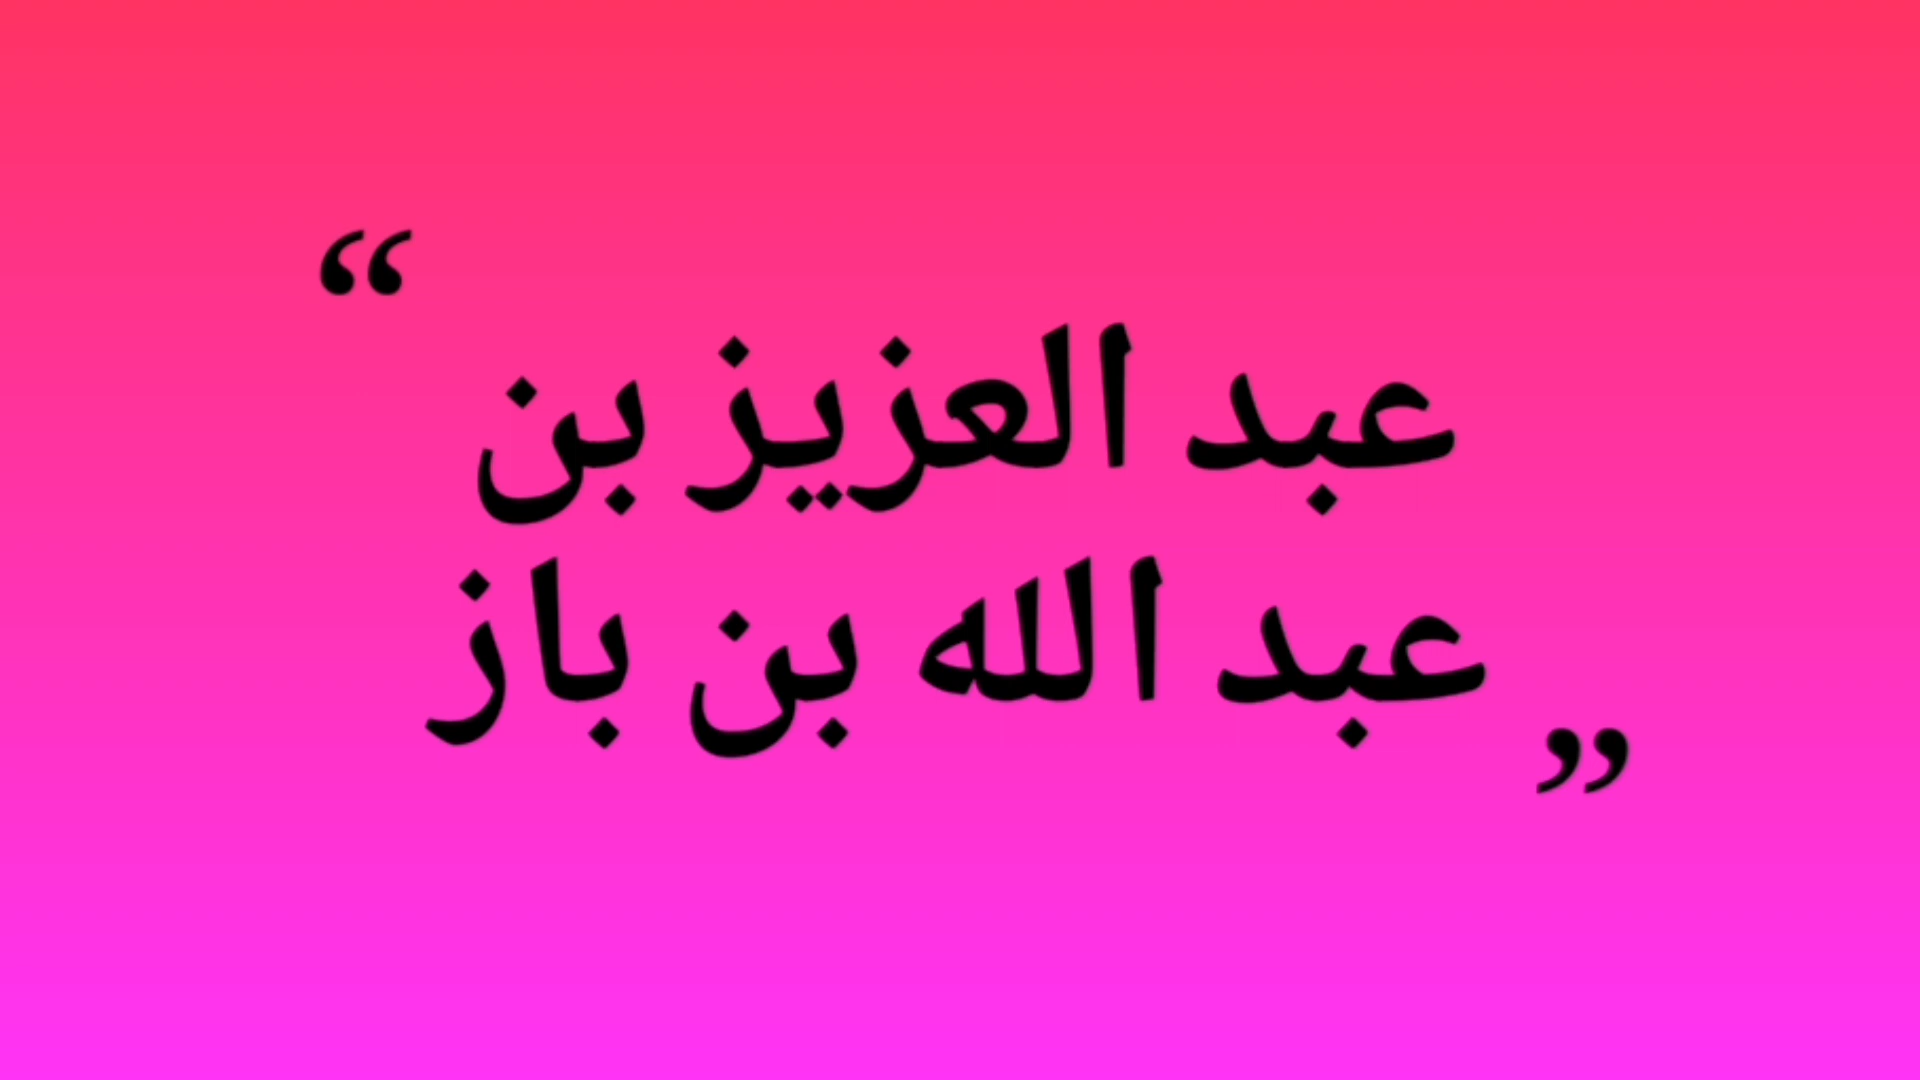 “
عبد العزيز بن
عبد الله بن باز
”